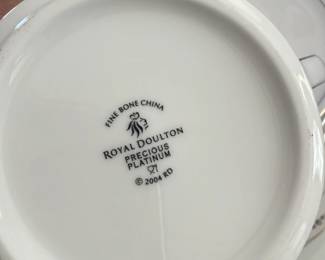 FINE BONE CHINA
ROYAL DOULTON
PRECIOUS
PLATINUM
© 2004 RD